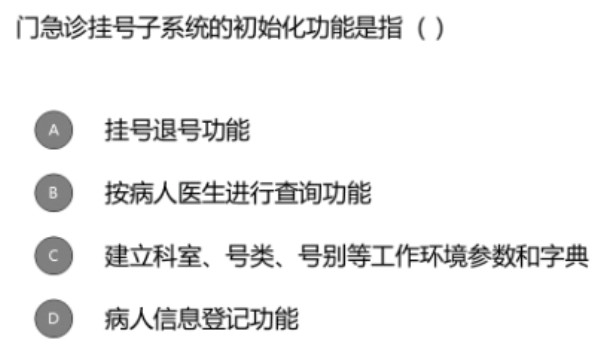 门急诊挂号子系统的初始化功能是指（ ）
A 挂号退号功能
B 按病人医生进行查询功能
C 建立科室、号类、号别等工作环境参数和字典
D 病人信息登记功能